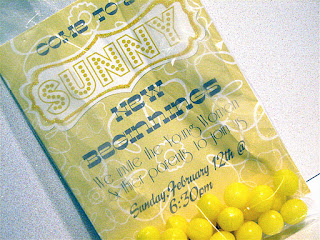 COME TO A
SUNNY
New
Beginnings
We invite the Young Women
& their parents to join us
Sunday, February 12th @
6:30pm